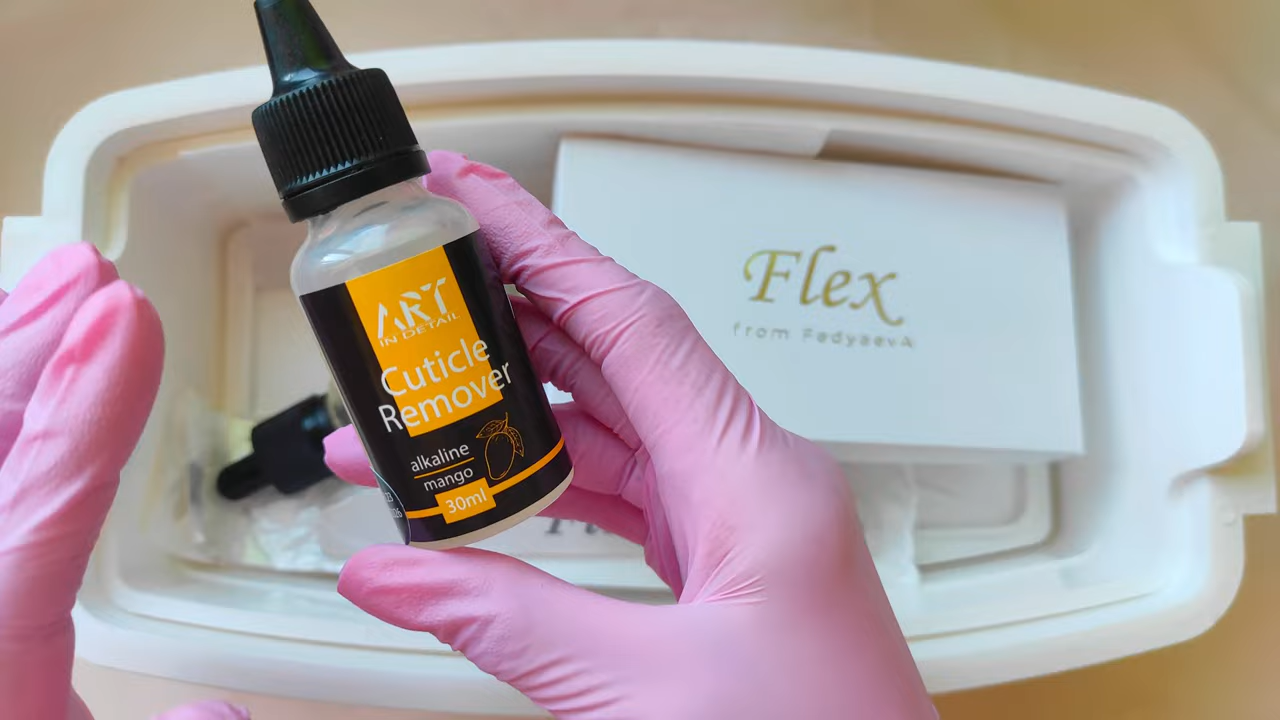 ART
IN DETAIL
Cuticle
Remover
alkaline
mango
30ml
Flex
from FedyaevA